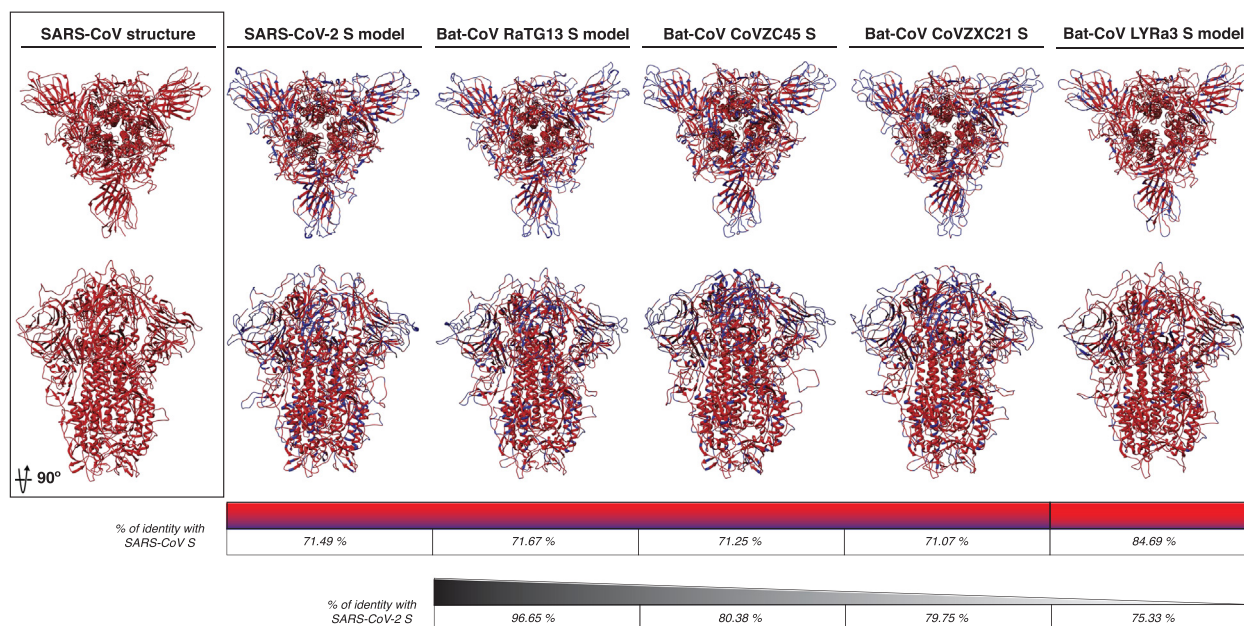 SARS-CoV structure
SARS-CoV-2 S model
Bat-CoV RaTG13 S model
Bat-CoV CoVZC45 S
Bat-CoV CoVZXC21 S
Bat-CoV LYRa3 S model
90º
% of identity with
SARS-CoV S
71.49 %
71.67 %
71.25 %
71.07 %
84.69 %
% of identity with
SARS-CoV-2 S
96.65 %
80.38 %
79.75 %
75.33 %